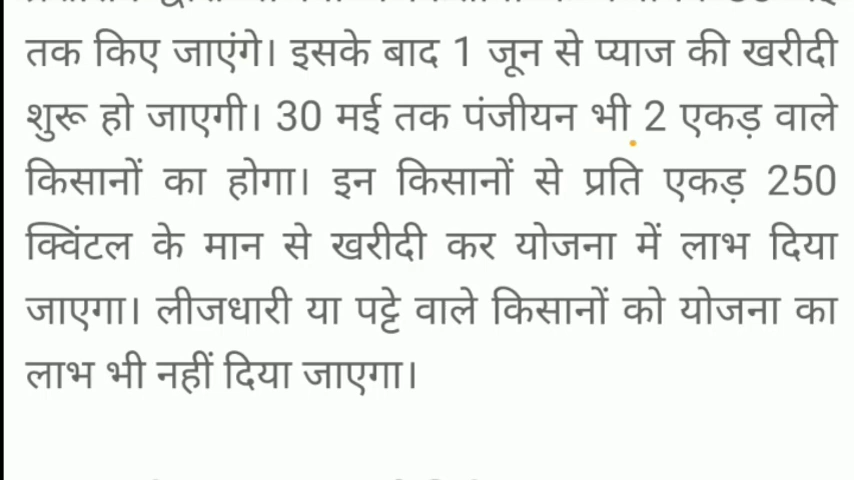 तक किए जाएंगे। इसके बाद 1 जून से प्याज की खरीदी
शुरू हो जाएगी। 30 मई तक पंजीयन भी 2 एकड़ वाले
किसानों का होगा। इन किसानों से प्रति एकड़ 250
क्विंटल के मान से खरीदी कर योजना में लाभ दिया
जाएगा। लीजधारी या पट्टे वाले किसानों को योजना का
लाभ भी नहीं दिया जाएगा।